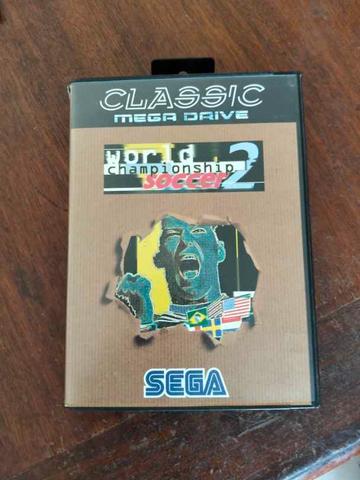 CLASSIC
MEGA DRIVE
world
championship
soccer 2
SEGA